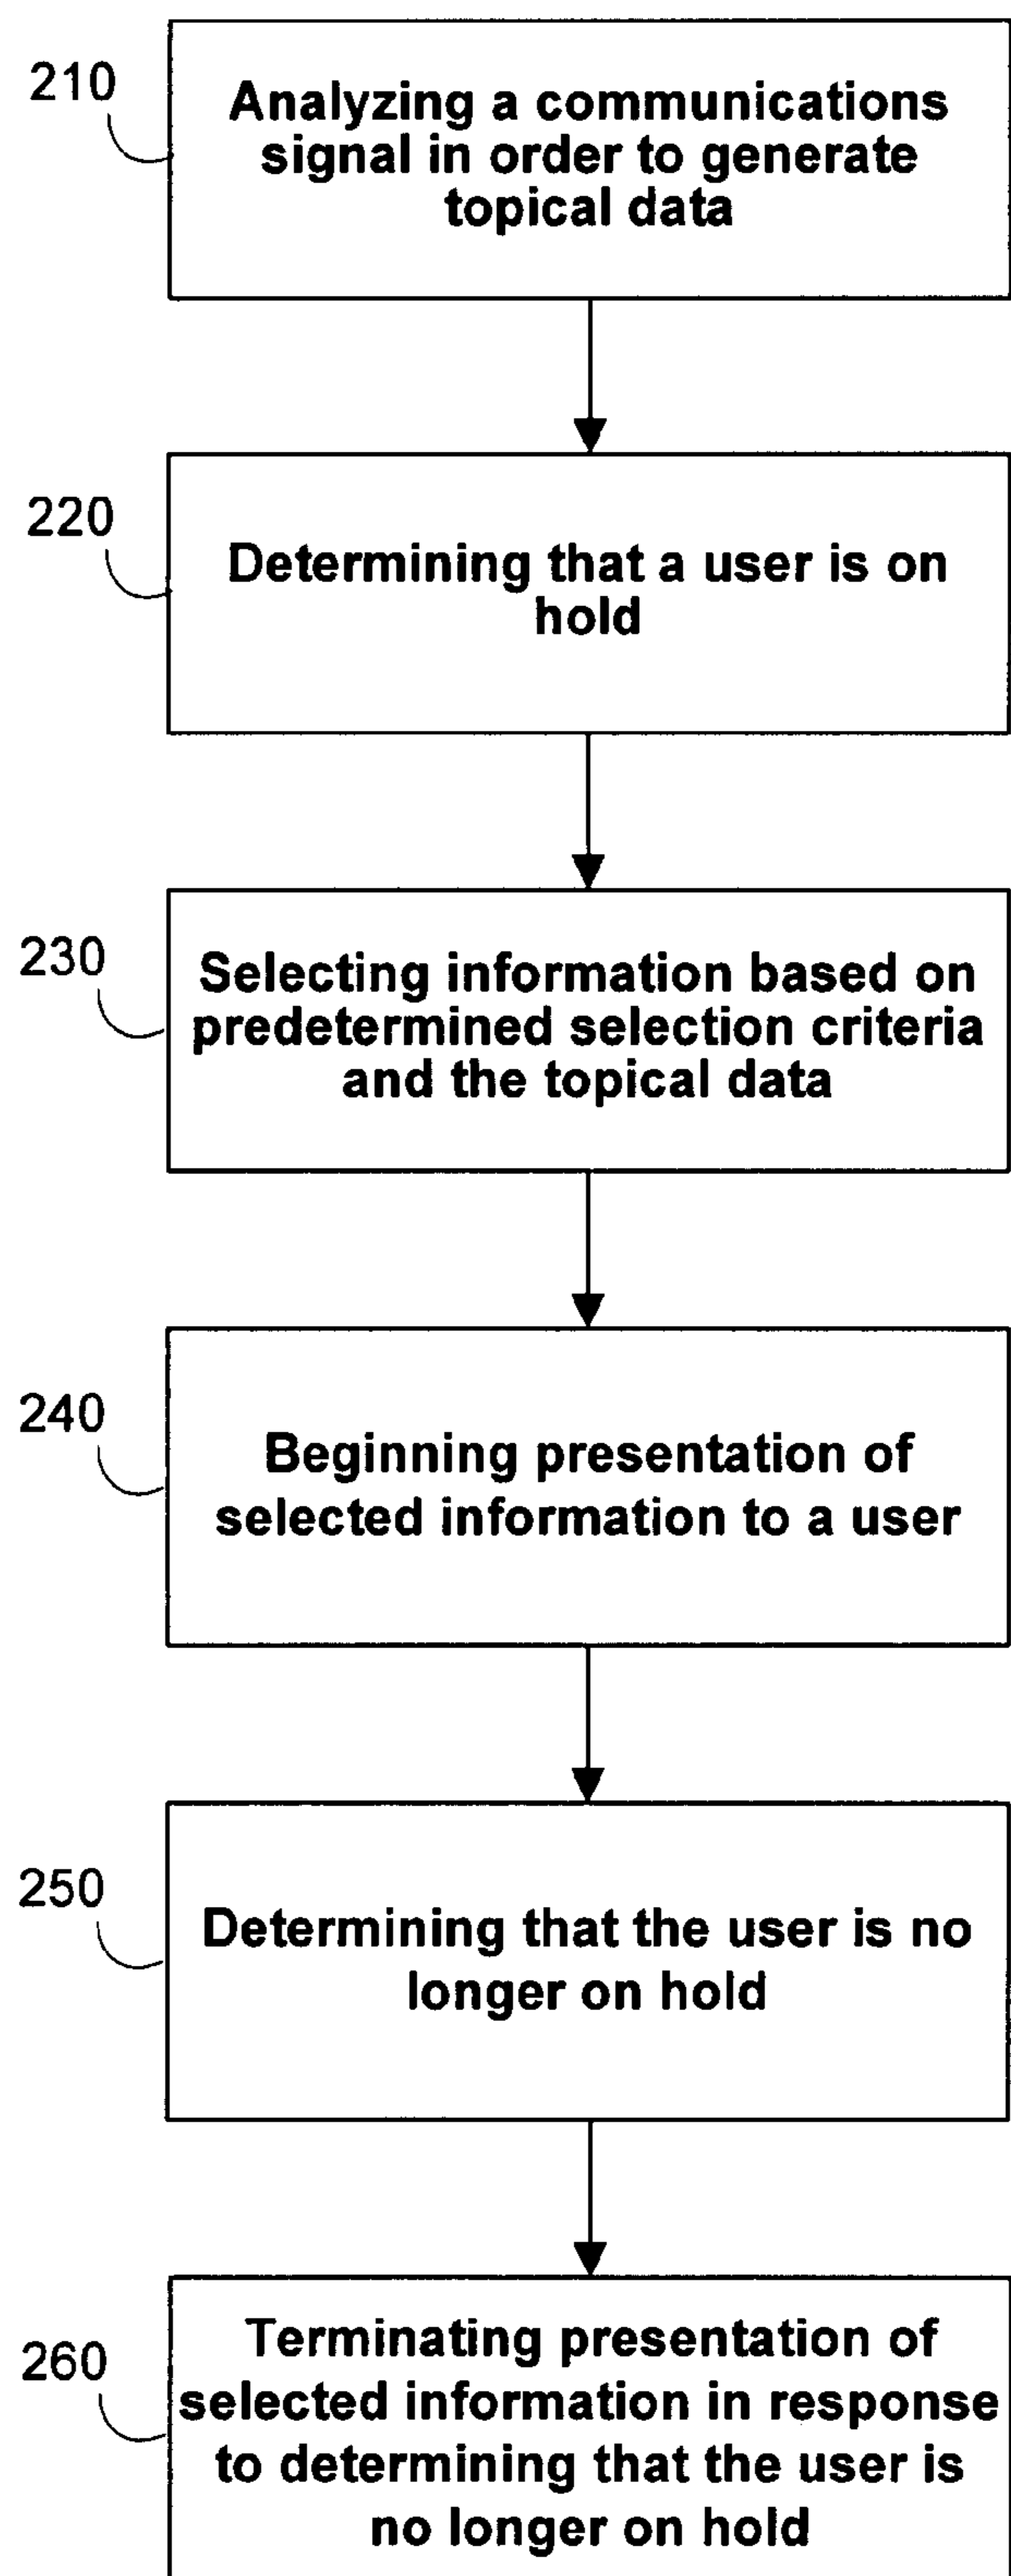 210
Analyzing a communications
signal in order to generate
topical data
220
Determining that a user is on
hold
230
Selecting information based on
predetermined selection criteria
and the topical data
240
Beginning presentation of
selected information to a user
250
Determining that the user is no
longer on hold
260
Terminating presentation of
selected information in response
to determining that the user is
no longer on hold